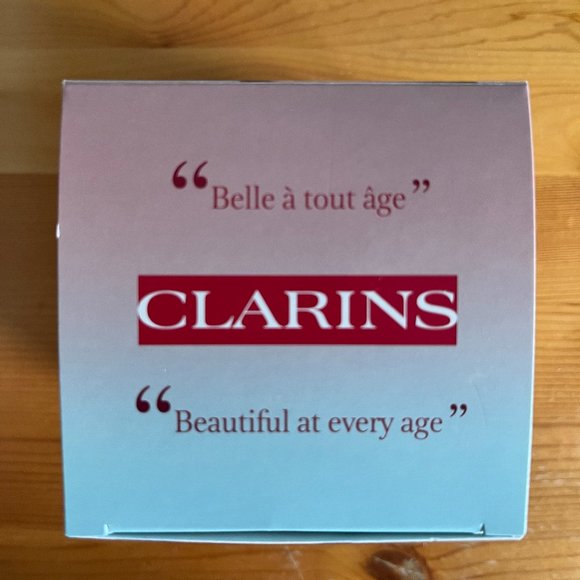 “Belle à tout âge”
CLARINS
“Beautiful at every age”